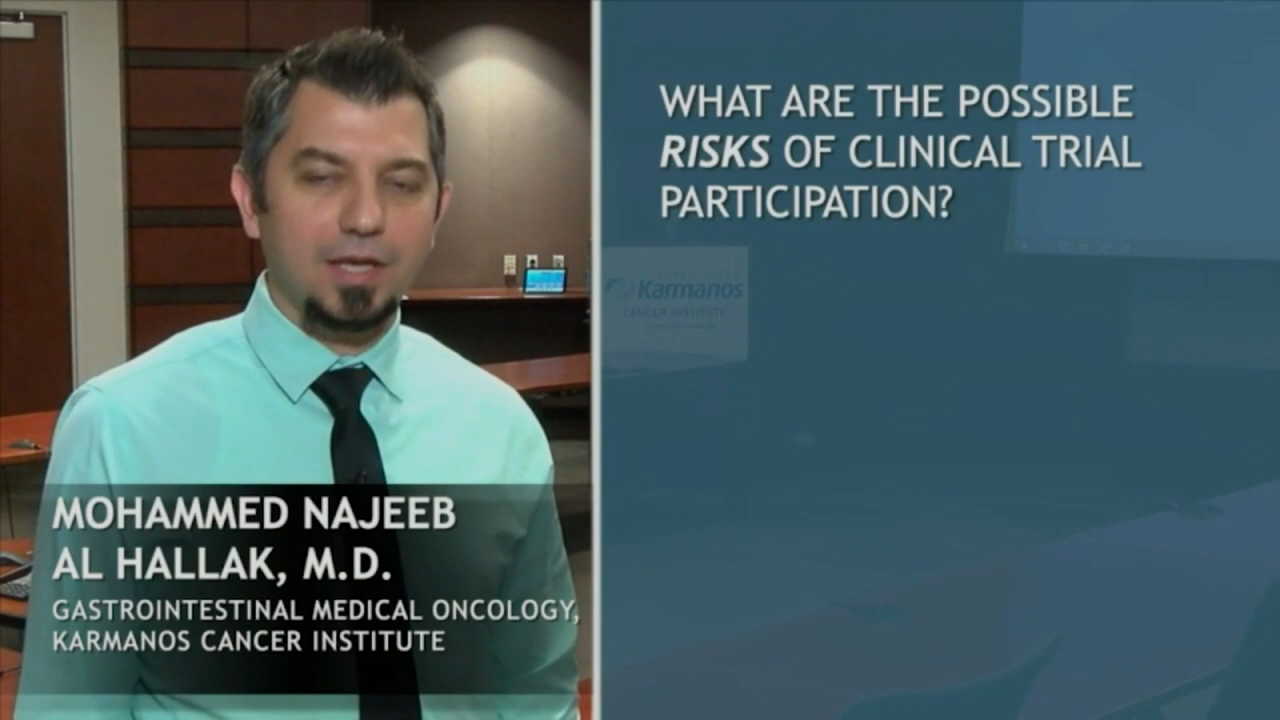 MOHAMMED NAJEEB
AL HALLAK, M.D.
GASTROINTESTINAL MEDICAL ONCOLOGY,
KARMANOS CANCER INSTITUTE
WHAT ARE THE POSSIBLE
RISKS OF CLINICAL TRIAL
PARTICIPATION?
Karmanos
CANCER INSTITUTE